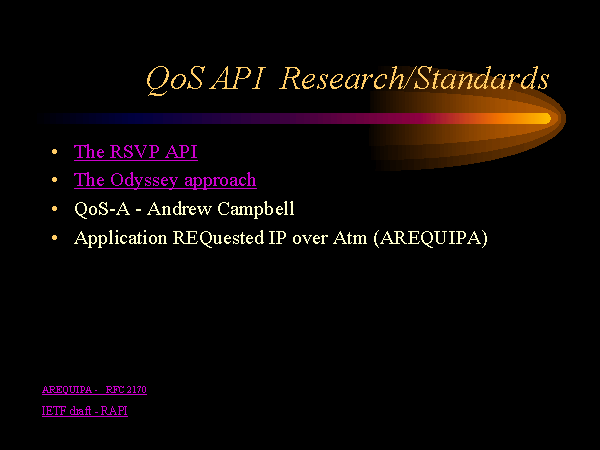 QoS API Research/Standards
• The RSVP API
• The Odyssey approach
• QoS-A - Andrew Campbell
• Application REQuested IP over Atm (AREQUIPA)
AREQUIPA - RFC 2170
IETF draft - RAPI